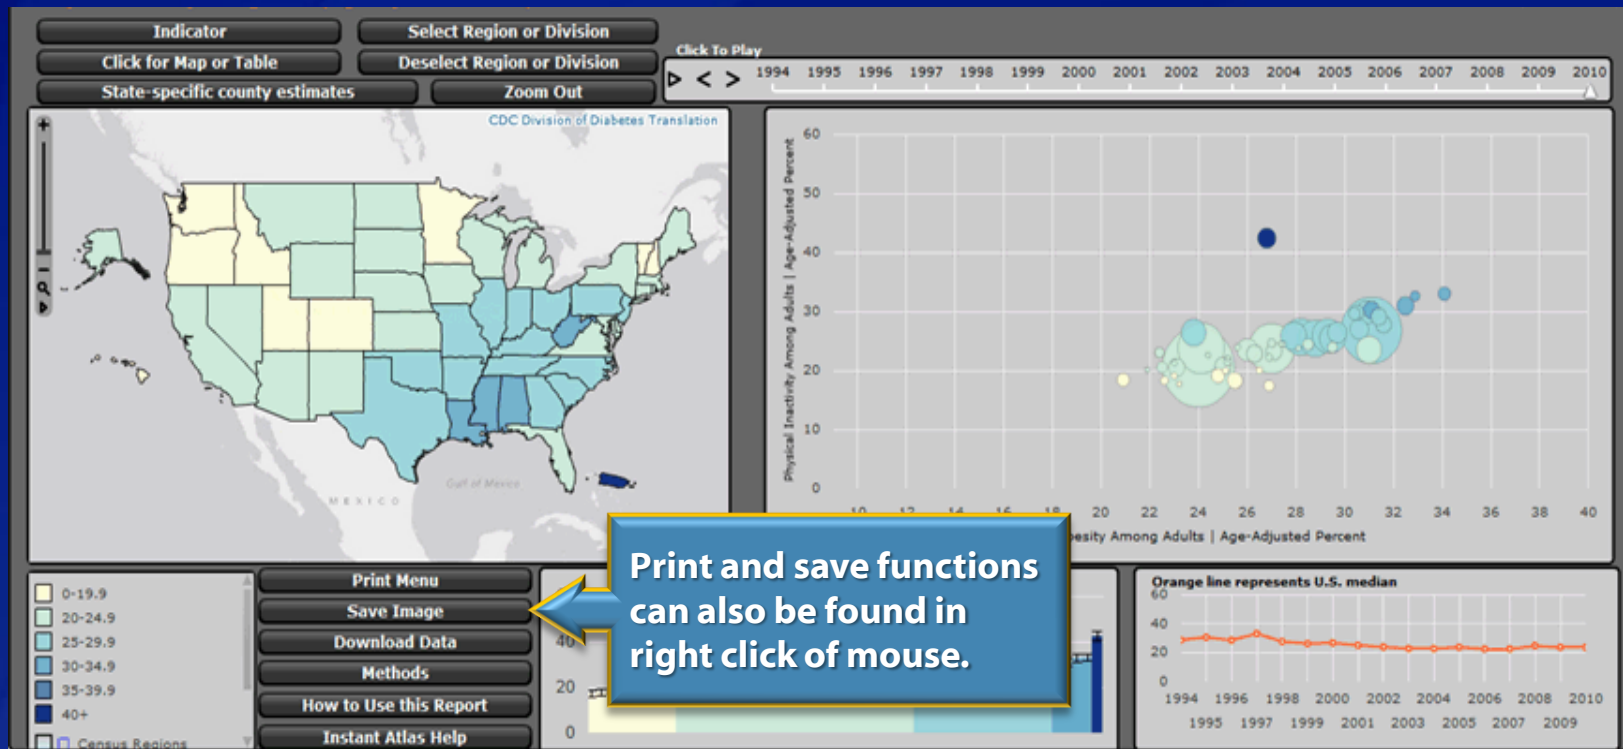 Indicator
Select Region or Division
Click for Map or Table
Deselect Region or Division
State-specific county estimates
Zoom Out
Click To Play
1994 1995 1996 1997 1998 1999 2000 2001 2002 2003 2004 2005 2006 2007 2008 2009 2010
CDC Division of Diabetes Translation
MEXICO
Gulf of Mexico
Physical Inactivity Among Adults | Age-Adjusted Percent
60
50
40
30
20
10
0
10 12 14 16 18 20 22 24 26 28 30 32 34 36 38 40
Among Adults | Age-Adjusted Percent
0-19.9
20-24.9
25-29.9
30-34.9
35-39.9
40+
Census Regions
Print Menu
Save Image
Download Data
Methods
How to Use this Report
Instant Atlas Help
40
20
0
Print and save functions
can also be found in
right click of mouse.
Orange line represents U.S. median
60
40
20
0
1994 1996 1998 2000 2002 2004 2006 2008 2010
1995 1997 1999 2001 2003 2005 2007 2009